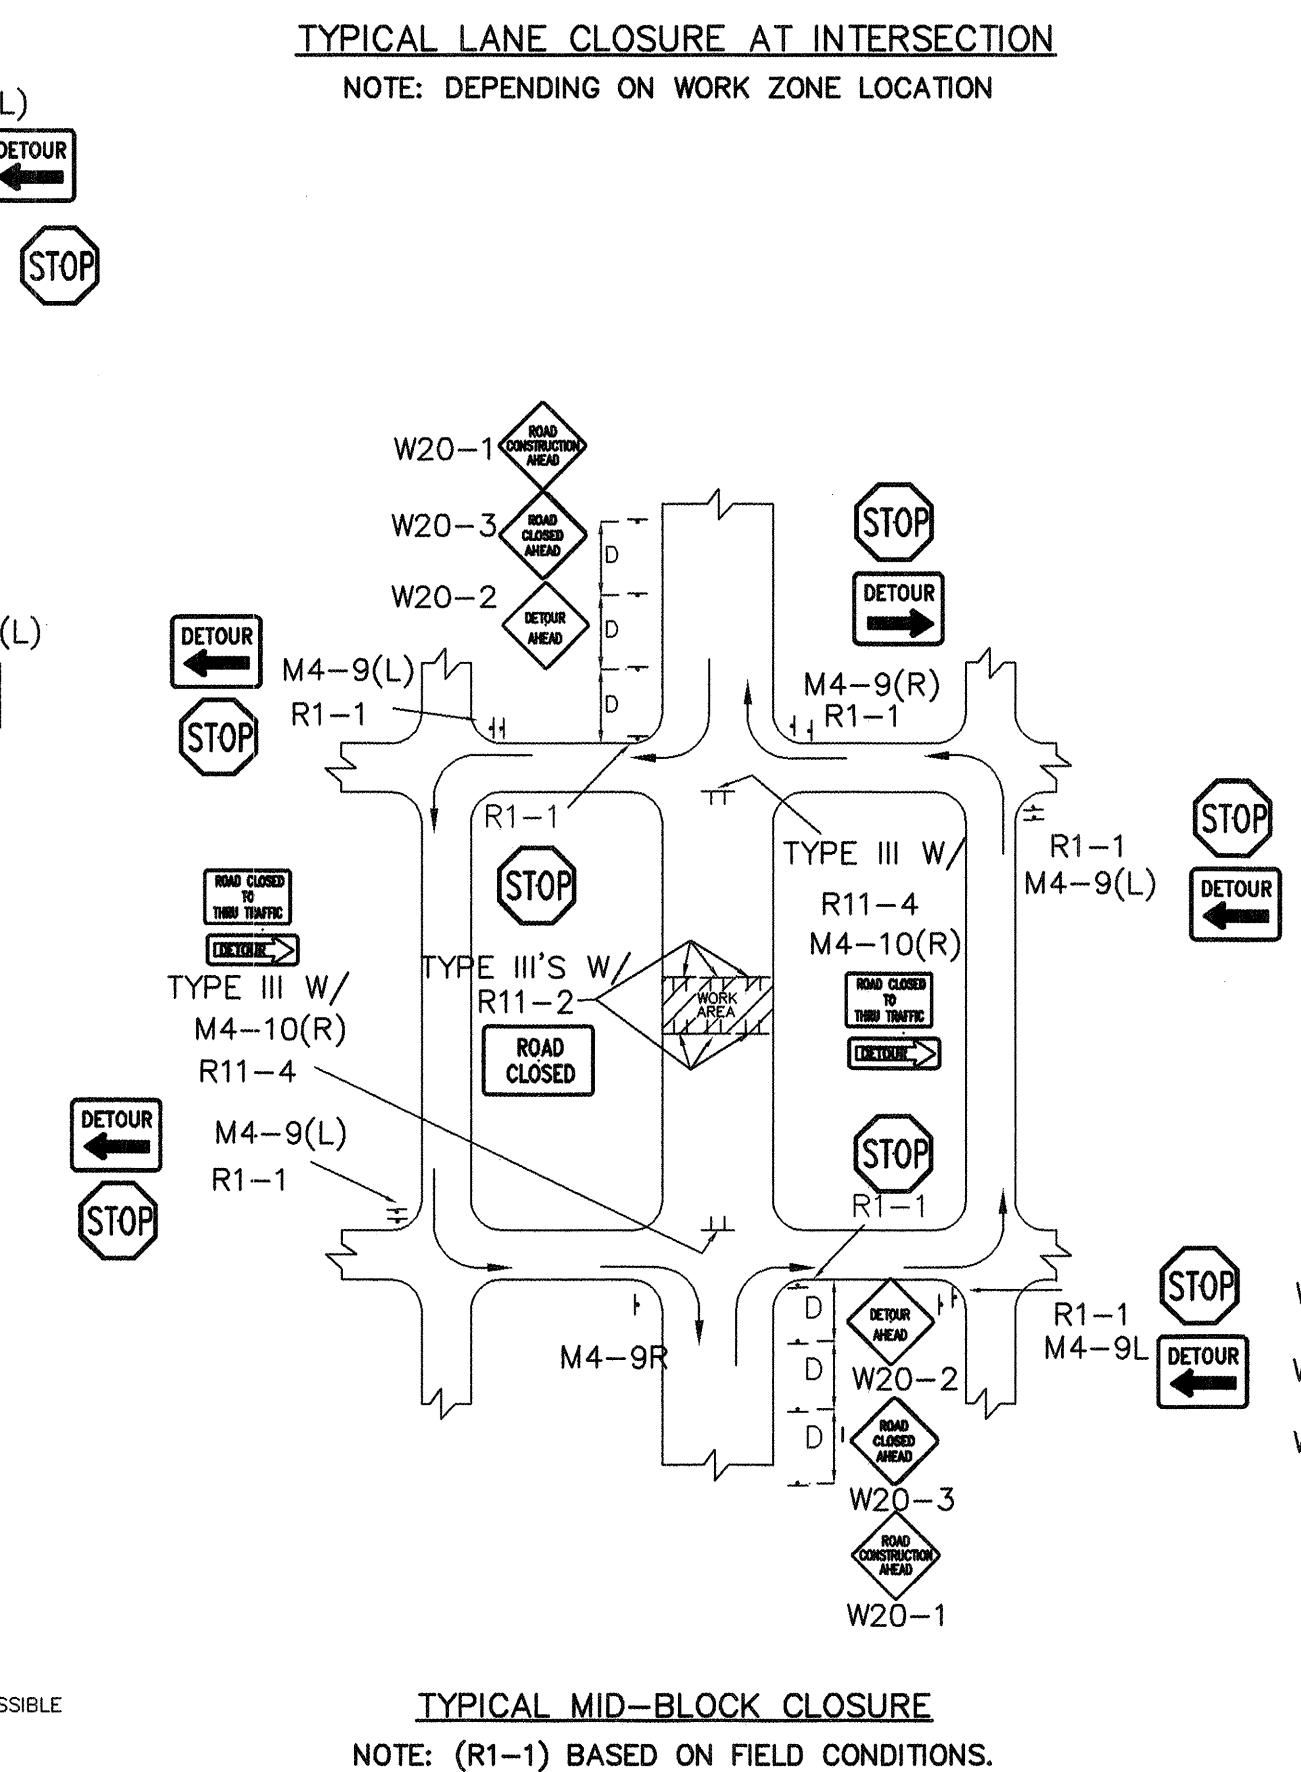 TYPICAL LANE CLOSURE AT INTERSECTION
NOTE: DEPENDING ON WORK ZONE LOCATION
L)
DETOUR
STOP
W20-1
ROAD
CONSTRUCTION
AHEAD
W20-3
ROAD
CLOSED
AHEAD
D
W20-2
DETOUR
AHEAD
D
D
STOP
DETOUR
M4-9(R)
R1-1
(L)
DETOUR
M4-9(L)
R1-1
STOP
R1-1
STOP
TYPE III W/
R11-4
M4-10(R)
ROAD CLOSED
TO
THRU TRAFFIC
DETOUR
STOP
R1-1
M4-9(L)
DETOUR
ROAD CLOSED
TO
THRU TRAFFIC
DETOUR
TYPE III W/
M4-10(R)
R11-4
TYPE III'S W/
R11-2
ROAD
CLOSED
WORK
AREA
DETOUR
M4-9(L)
R1-1
STOP
STOP
R1-1
M4-9R
D
D
D
DETOUR
AHEAD
W20-2
ROAD
CLOSED
AHEAD
W20-3
ROAD
CONSTRUCTION
AHEAD
W20-1
R1-1
M4-9L
STOP
DETOUR
SSIBLE
TYPICAL MID-BLOCK CLOSURE
NOTE: (R1-1) BASED ON FIELD CONDITIONS.